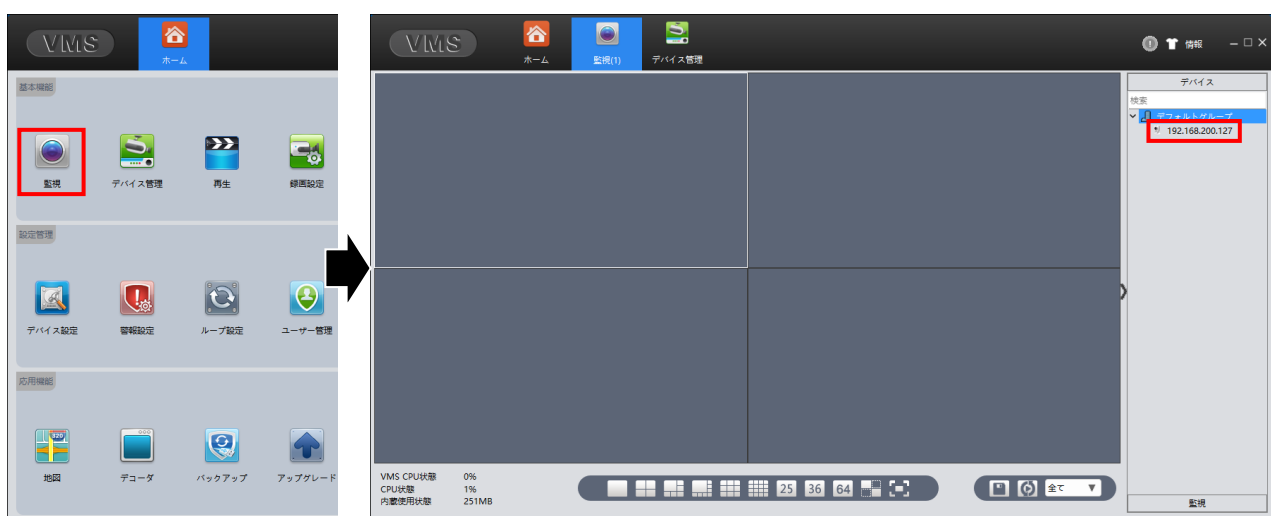 VMS
ホーム
基本機能
監視
デバイス管理
再生
録画設定
設定管理
デバイス設定
警報設定
ループ設定
ユーザー管理
応用機能
320
地図
デコーダ
バックアップ
アップグレード
VMS
ホーム
監視(1)
デバイス管理
情報
デバイス
検索
デフォルトグループ
192.168.200.127
VMS CPU状態 0%
CPU状態 1%
内蔵使用状態 251MB
25 36 64
全て
監視